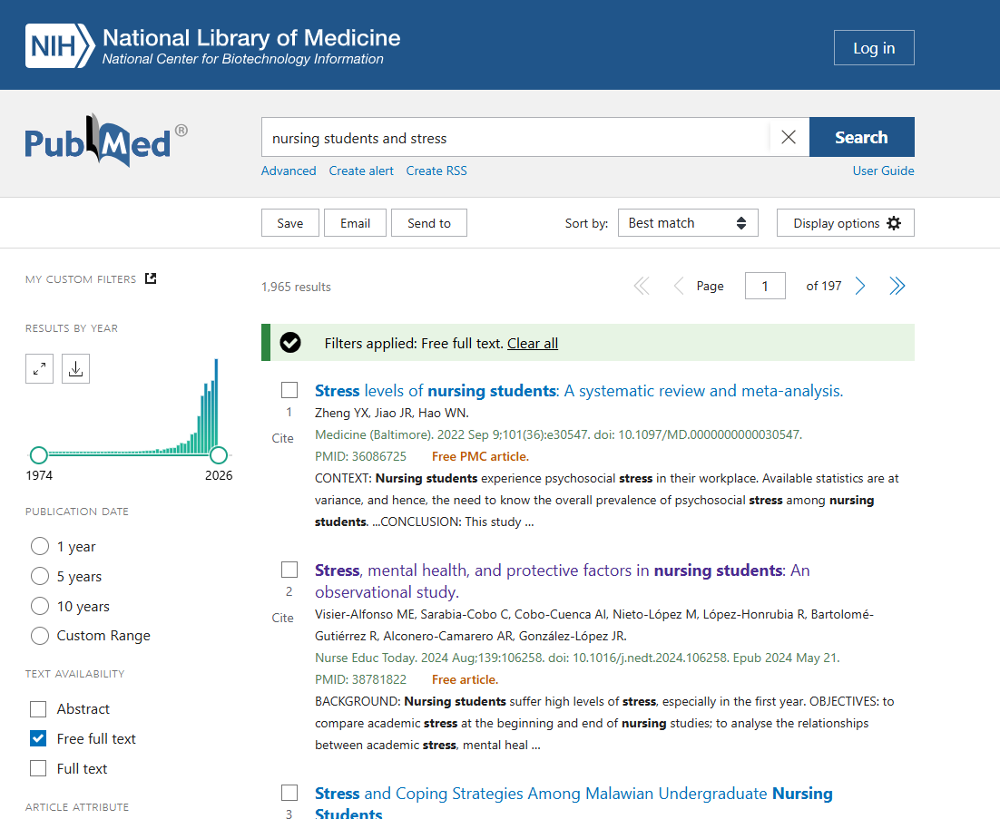 NIH National Library of Medicine
National Center for Biotechnology Information
Log in
PubMed®
nursing students and stress
Search
Advanced Create alert Create RSS User Guide
Save Email Send to Sort by: Best match Display options
MY CUSTOM FILTERS
1,965 results
Page 1 of 197
RESULTS BY YEAR
1974 2026
Filters applied: Free full text. Clear all
PUBLICATION DATE
1 year
5 years
10 years
Custom Range
TEXT AVAILABILITY
Abstract
Free full text
Full text
ARTICLE ATTRIBUTE
1
Cite
Stress levels of nursing students: A systematic review and meta-analysis.
Zheng YX, Jiao JR, Hao WN.
Medicine (Baltimore). 2022 Sep 9;101(36):e30547. doi: 10.1097/MD.0000000000030547.
PMID: 36086725 Free PMC article.
CONTEXT: Nursing students experience psychosocial stress in their workplace. Available statistics are at
variance, and hence, the need to know the overall prevalence of psychosocial stress among nursing
students. ...CONCLUSION: This study ...
2
Cite
Stress, mental health, and protective factors in nursing students: An
observational study.
Visier-Alfonso ME, Sarabia-Cobo C, Cobo-Cuenca AI, Nieto-López M, López-Honrubia R, Bartolomé-
Gutiérrez R, Alconero-Camarero AR, González-López JR.
Nurse Educ Today. 2024 Aug;139:106258. doi: 10.1016/j.nedt.2024.106258. Epub 2024 May 21.
PMID: 38781822 Free article.
BACKGROUND: Nursing students suffer high levels of stress, especially in the first year. OBJECTIVES: to
compare academic stress at the beginning and end of nursing studies; to analyse the relationships
between academic stress, mental heal ...
3
Stress and Coping Strategies Among Malawian Undergraduate Nursing
Students